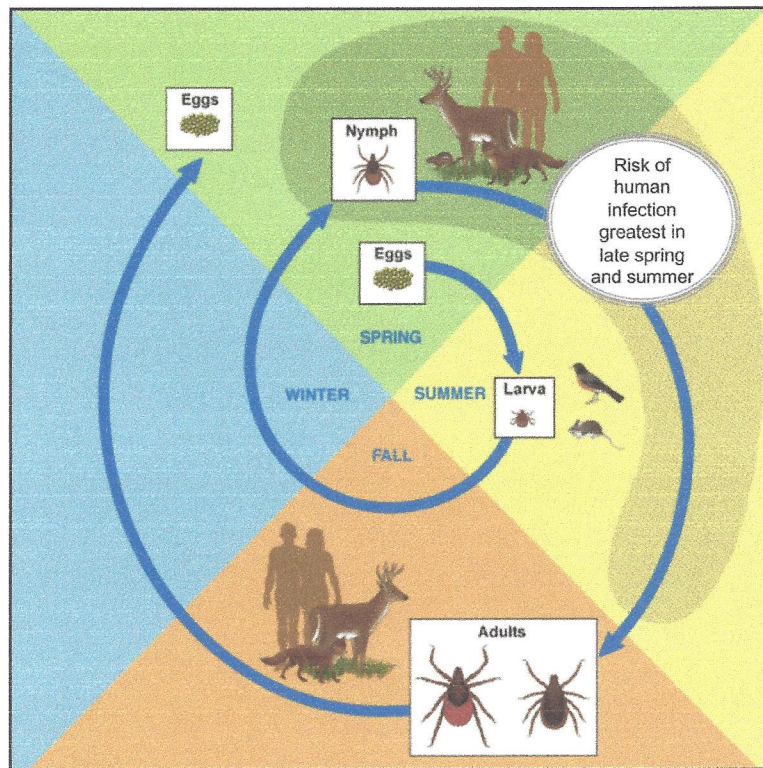 Eggs
Nymph
Risk of
human
infection
greatest in
late spring
and summer
Eggs
SPRING
WINTER
SUMMER
Larva
FALL
Adults